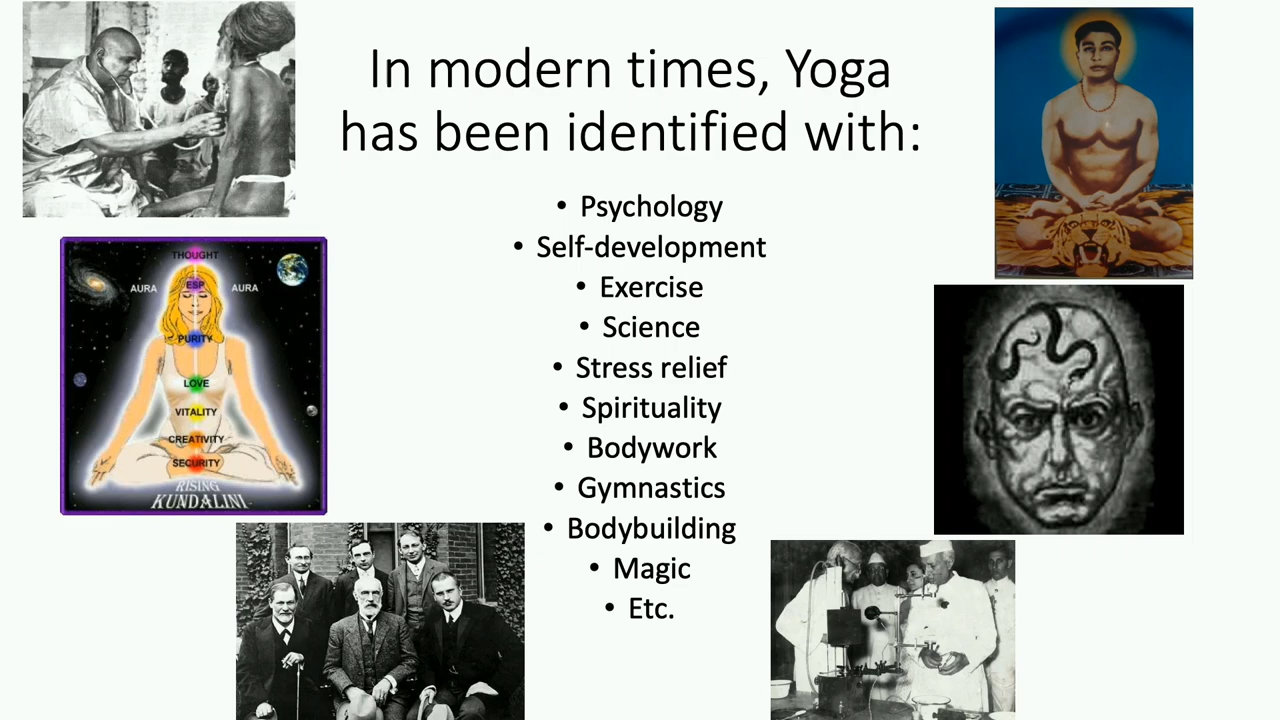 In modern times, Yoga
has been identified with:
• Psychology
• Self-development
• Exercise
• Science
• Stress relief
• Spirituality
• Bodywork
• Gymnastics
• Bodybuilding
• Magic
• Etc.
THOUGHT
AURA ESP AURA
PURITY
LOVE
VITALITY
CREATIVITY
SECURITY
RISING
KUNDALINI